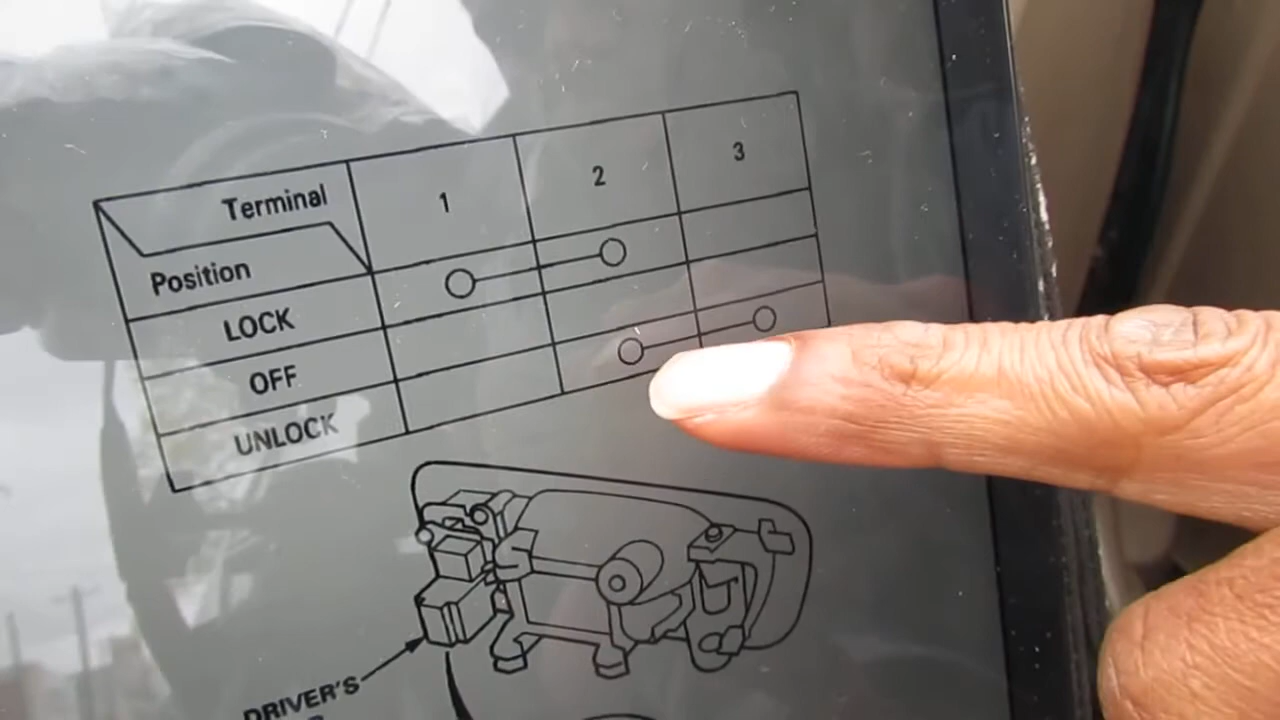 Terminal 1 2 3
Position
LOCK
OFF
UNLOCK
DRIVER'S